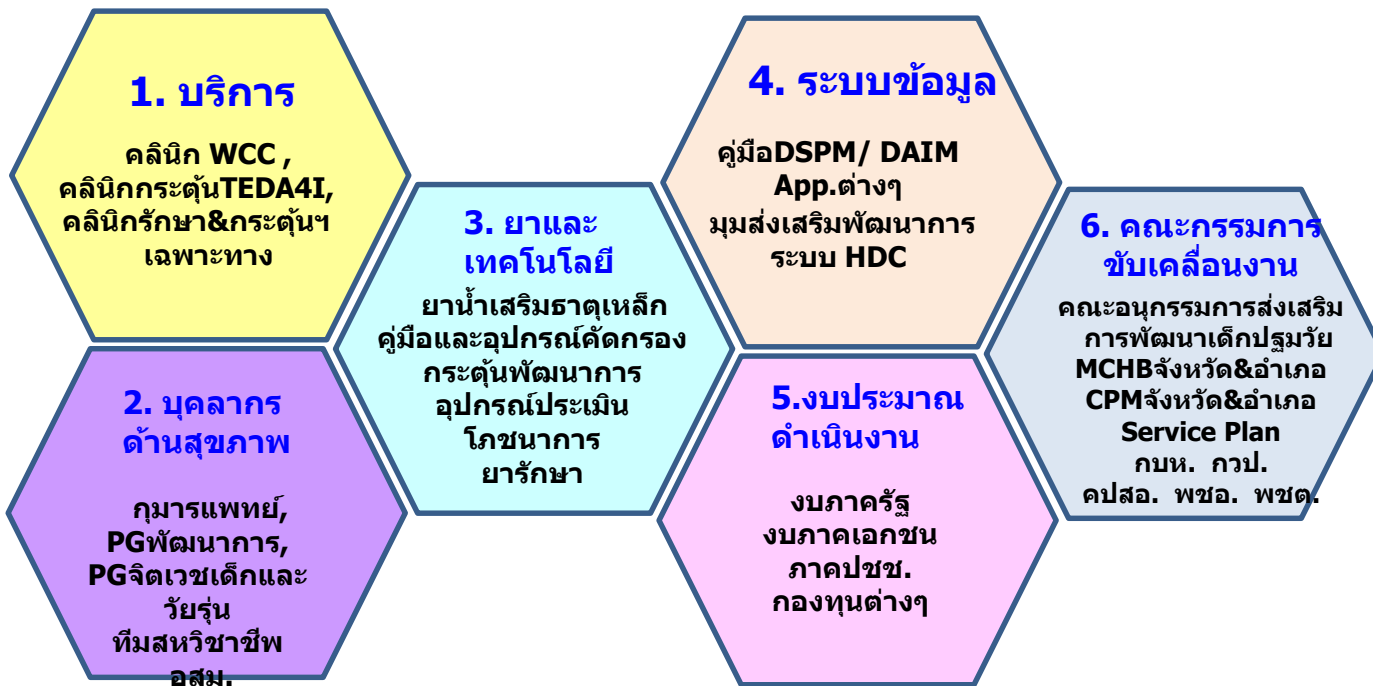 1. บริการ
คลินิก WCC ,
คลินิกกระตุ้นTEDA4I,
คลินิกรักษา&กระตุ้นฯ
เฉพาะทาง
2. บุคลากร
ด้านสุขภาพ
กุมารแพทย์,
PGพัฒนาการ,
PGจิตเวชเด็กและ
วัยรุ่น
ทีมสหวิชาชีพ
อสม.
3. ยาและ
เทคโนโลยี
ยาน้ำเสริมธาตุเหล็ก
คู่มือและอุปกรณ์คัดกรอง
กระตุ้นพัฒนาการ
อุปกรณ์ประเมิน
โภชนาการ
ยารักษา
4. ระบบข้อมูล
คู่มือDSPM/ DAIM
App.ต่างๆ
มุมส่งเสริมพัฒนาการ
ระบบ HDC
5.งบประมาณ
ดำเนินงาน
งบภาครัฐ
งบภาคเอกชน
ภาคปชช.
กองทุนต่างๆ
6. คณะกรรมการ
ขับเคลื่อนงาน
คณะอนุกรรมการส่งเสริม
การพัฒนาเด็กปฐมวัย
MCHBจังหวัด&อำเภอ
CPMจังหวัด&อำเภอ
Service Plan
กบห. กวป.
คปสอ. พชอ. พชต.